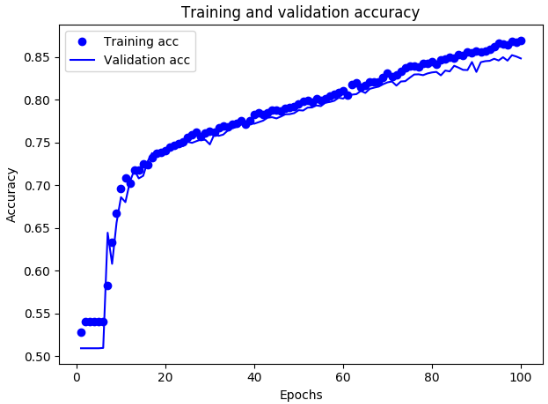 Training and validation accuracy
Training acc
Validation acc
0.85
0.80
0.75
0.70
0.65
0.60
0.55
0.50
Accuracy
0 20 40 60 80 100
Epochs